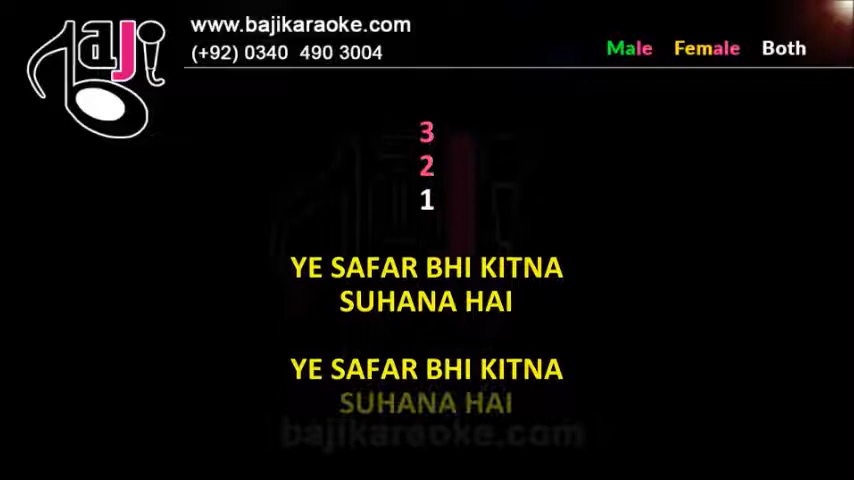 baji
www.bajikaraoke.com
(+92) 0340 490 3004
Male Female Both
3
2
1
YE SAFAR BHI KITNA
SUHANA HAI
YE SAFAR BHI KITNA
SUHANA HAI
bajikaraoke.com